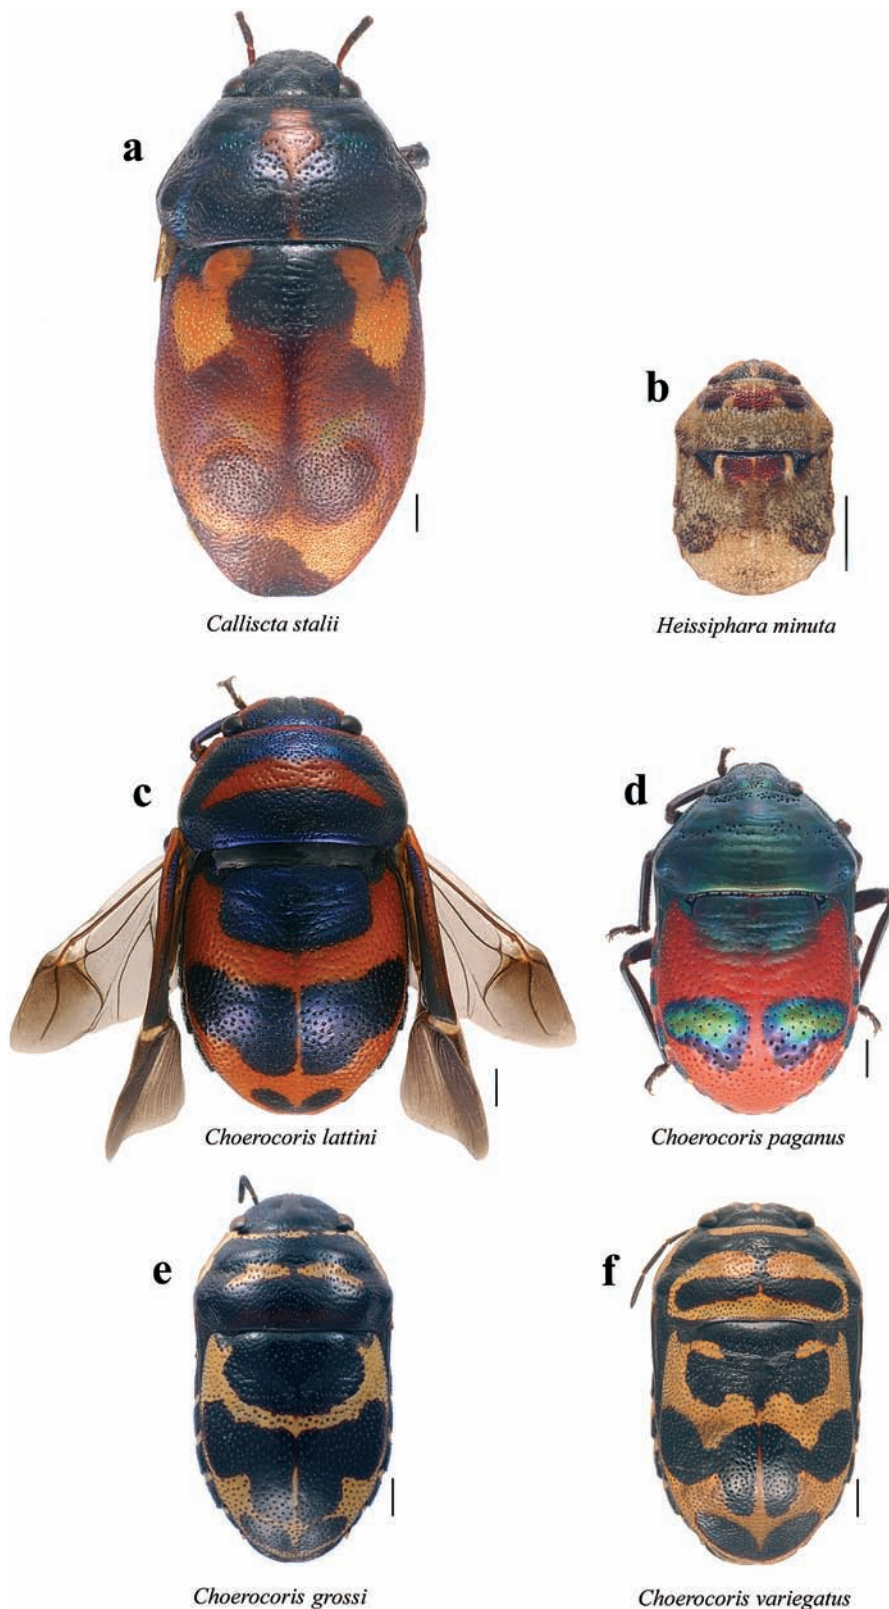 a
b
Calliscta stalii
Heissiphara minuta
c
d
Choerocoris lattini
Choerocoris paganus
e
f
Choerocoris grossi
Choerocoris variegatus